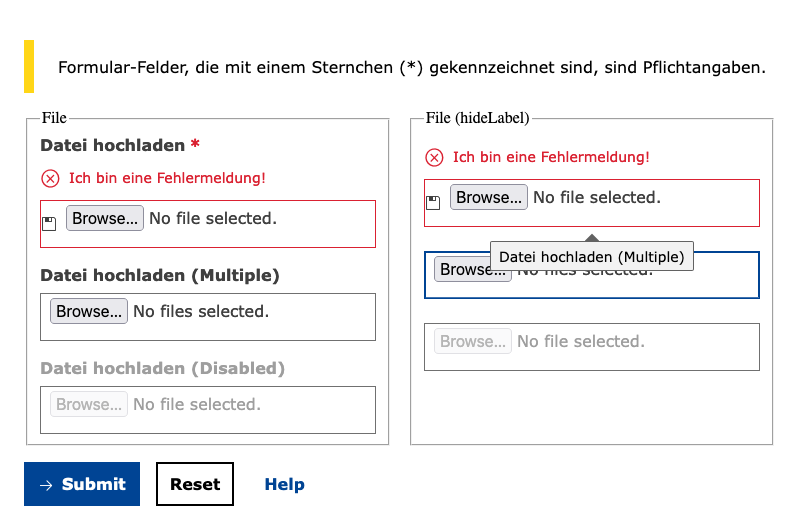 Formular-Felder, die mit einem Sternchen (*) gekennzeichnet sind, sind Pflichtangaben.
File
Datei hochladen *
Ich bin eine Fehlermeldung!
Browse... No file selected.
Datei hochladen (Multiple)
Browse... No files selected.
Datei hochladen (Disabled)
Browse... No file selected.
File (hideLabel)
Ich bin eine Fehlermeldung!
Browse... No file selected.
Datei hochladen (Multiple)
Browse... No files selected.
Browse... No file selected.
→ Submit
Reset
Help